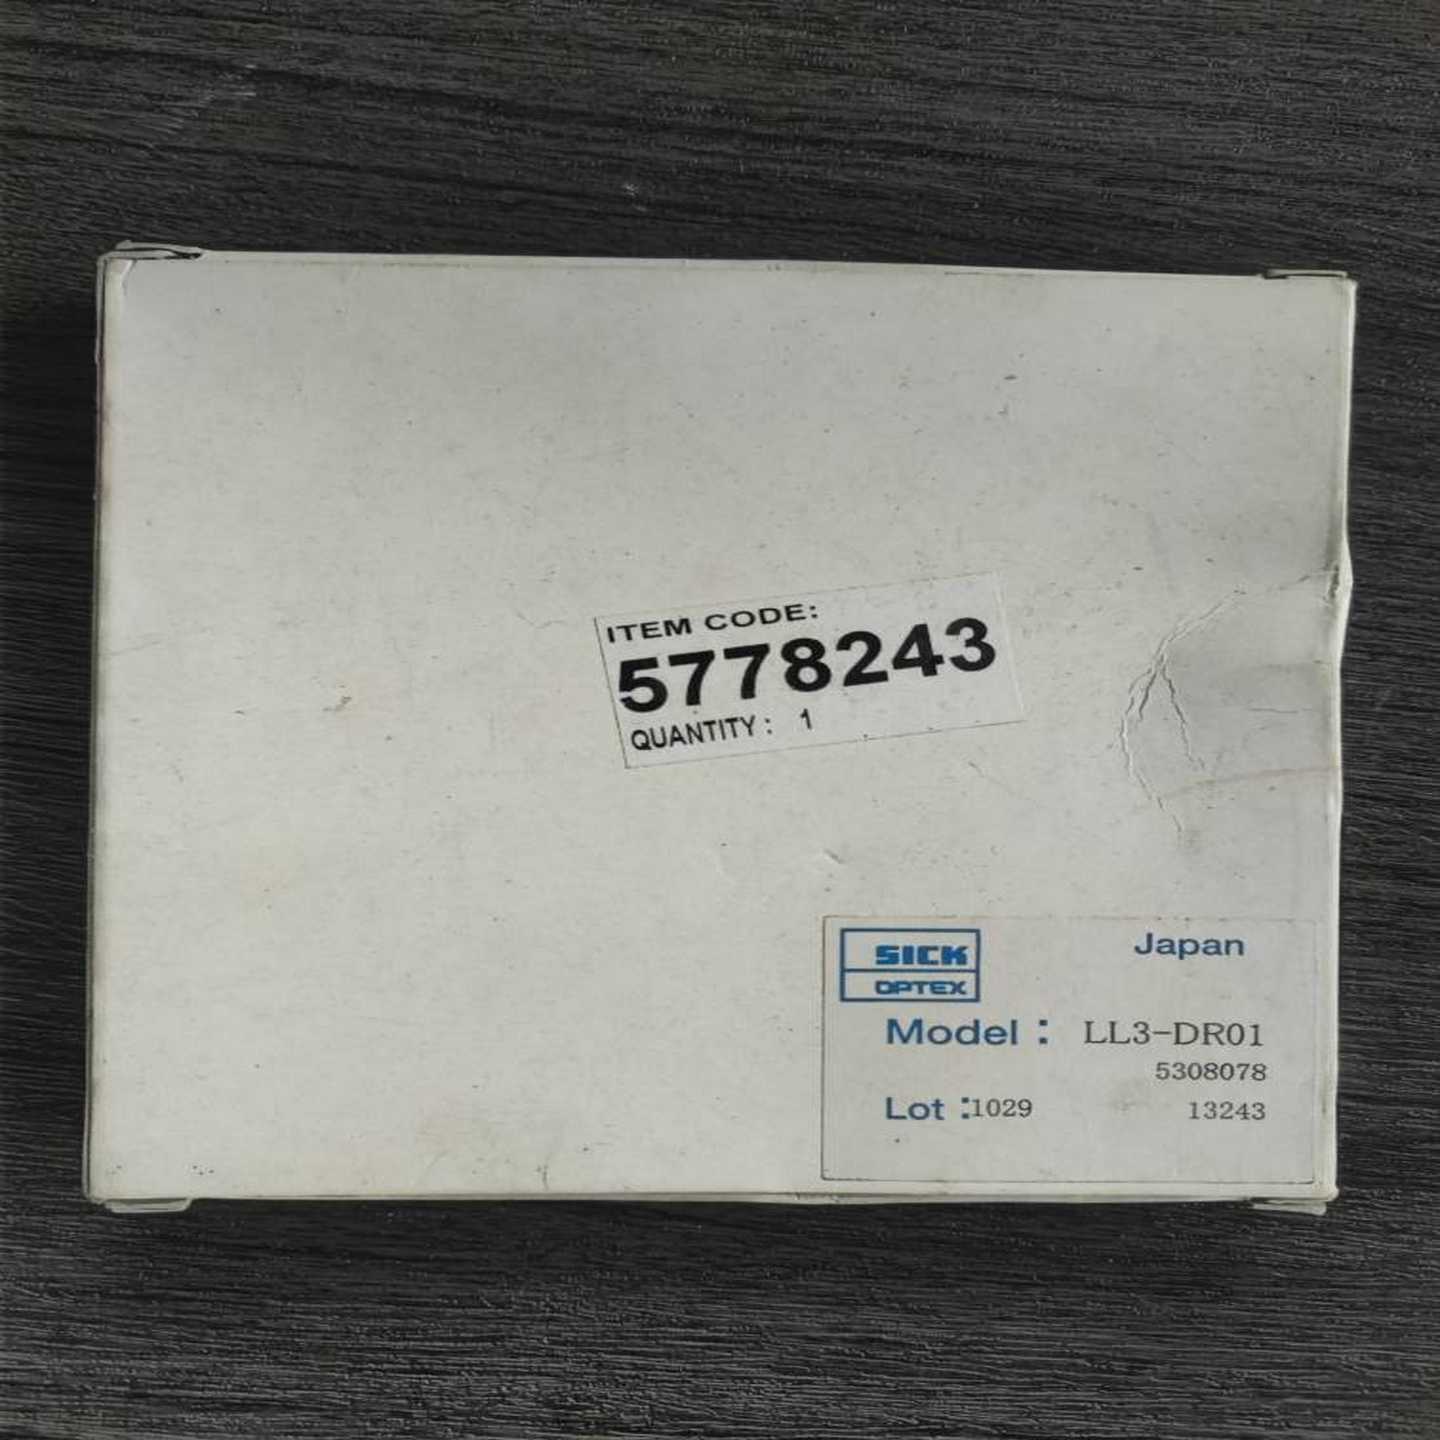 ITEM CODE:
5778243
QUANTITY: 1
SICK
OPTEX
Japan
Model: LL3-DR01
5308078
Lot:1029 13243